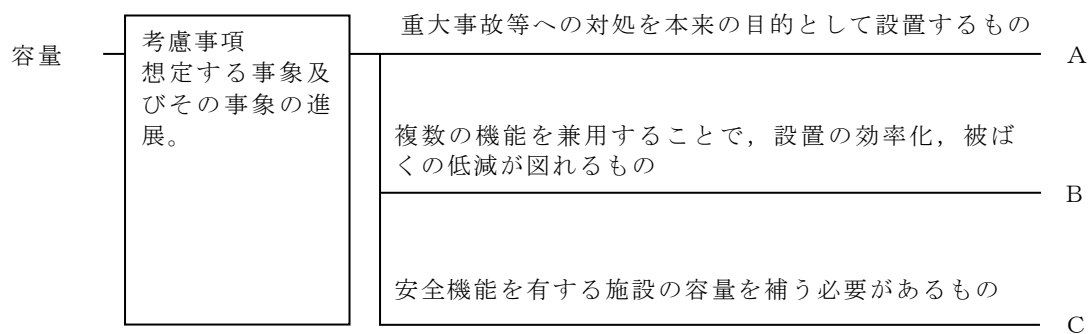 容量
考慮事項
想定する事象及
びその事象の進
展。
重大事故等への対処を本来の目的として設置するもの
A
複数の機能を兼用することで，設置の効率化，被ば
くの低減が図れるもの
B
安全機能を有する施設の容量を補う必要があるもの
C